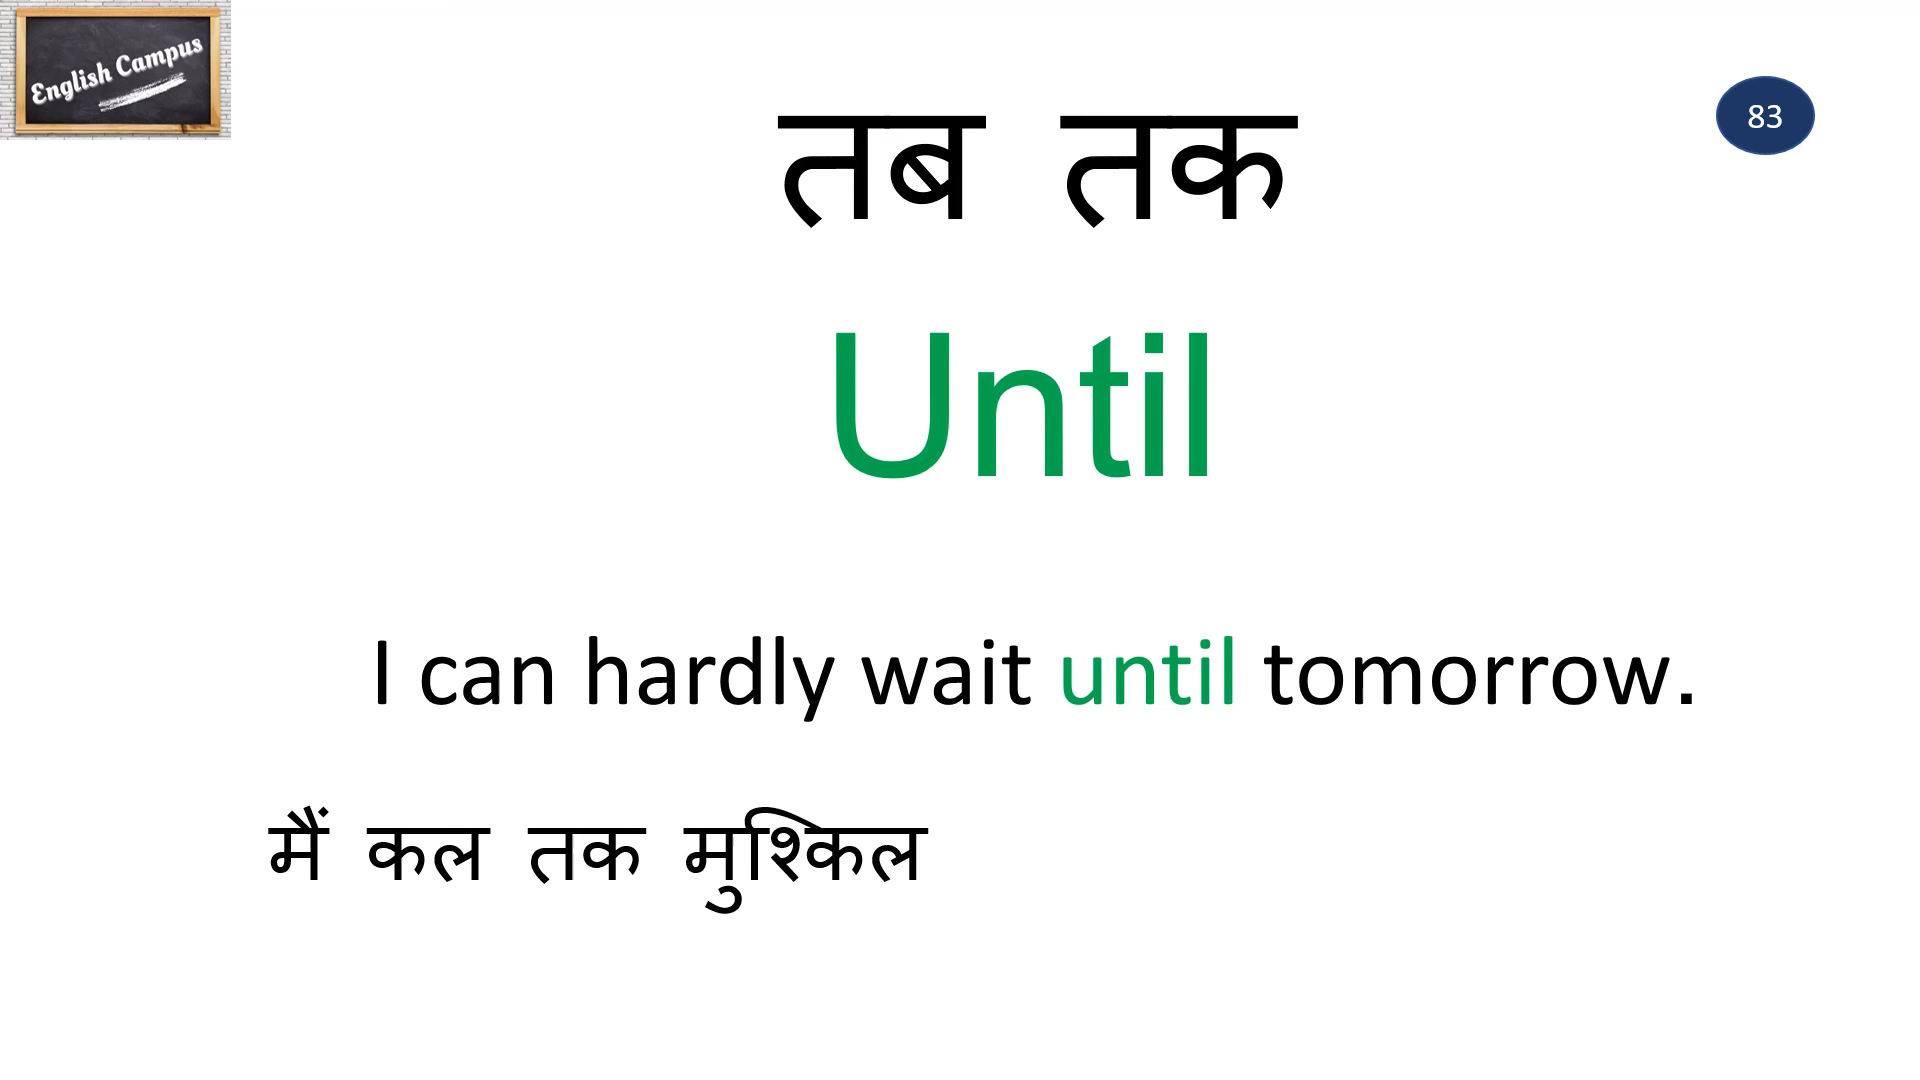 English Campus
83
तब तक
Until
I can hardly wait until tomorrow.
मैं कल तक मुश्किल